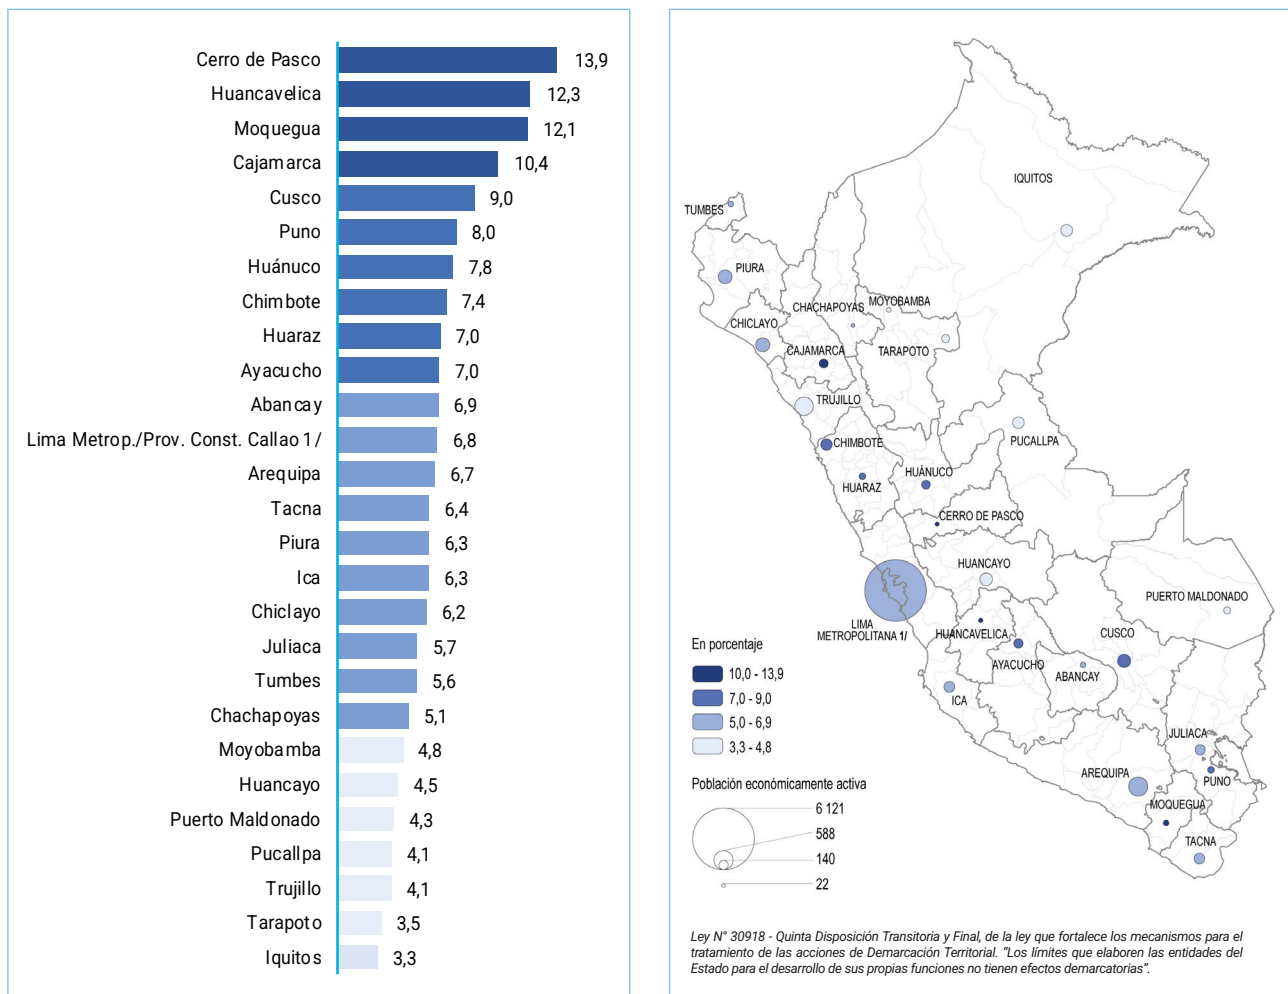 Cerro de Pasco 13,9
Huancavelica 12,3
Moquegua 12,1
Cajamarca 10,4
Cusco 9,0
Puno 8,0
Huánuco 7,8
Chimbote 7,4
Huaraz 7,0
Ayacucho 7,0
Abancay 6,9
Lima Metrop./Prov. Const. Callao 1/ 6,8
Arequipa 6,7
Tacna 6,4
Piura 6,3
Ica 6,3
Chiclayo 6,2
Juliaca 5,7
Tumbes 5,6
Chachapoyas 5,1
Moyobamba 4,8
Huancayo 4,5
Puerto Maldonado 4,3
Pucallpa 4,1
Trujillo 4,1
Tarapoto 3,5
Iquitos 3,3
IQUITOS
TUMBES
PIURA
CHACHAPOYAS
MOYOBAMBA
CHICLAYO
CAJAMARCA
TARAPOTO
TRUJILLO
PUCALLPA
CHIMBOTE
HUARAZ
HUÁNUCO
CERRO DE PASCO
HUANCAYO
PUERTO MALDONADO
LIMA
METROPOLITANA 1/
HUANCAVELICA
CUSCO
AYACUCHO
ABANCAY
ICA
JULIACA
AREQUIPA
PUNO
MOQUEGUA
TACNA
En porcentaje
10,0 - 13,9
7,0 - 9,0
5,0 - 6,9
3,3 - 4,8
Población económicamente activa
6 121
588
140
22
Ley N° 30918 - Quinta Disposición Transitoria y Final, de la ley que fortalece los mecanismos para el
tratamiento de las acciones de Demarcación Territorial. “Los límites que elaboren las entidades del
Estado para el desarrollo de sus propias funciones no tienen efectos demarcatorias”.